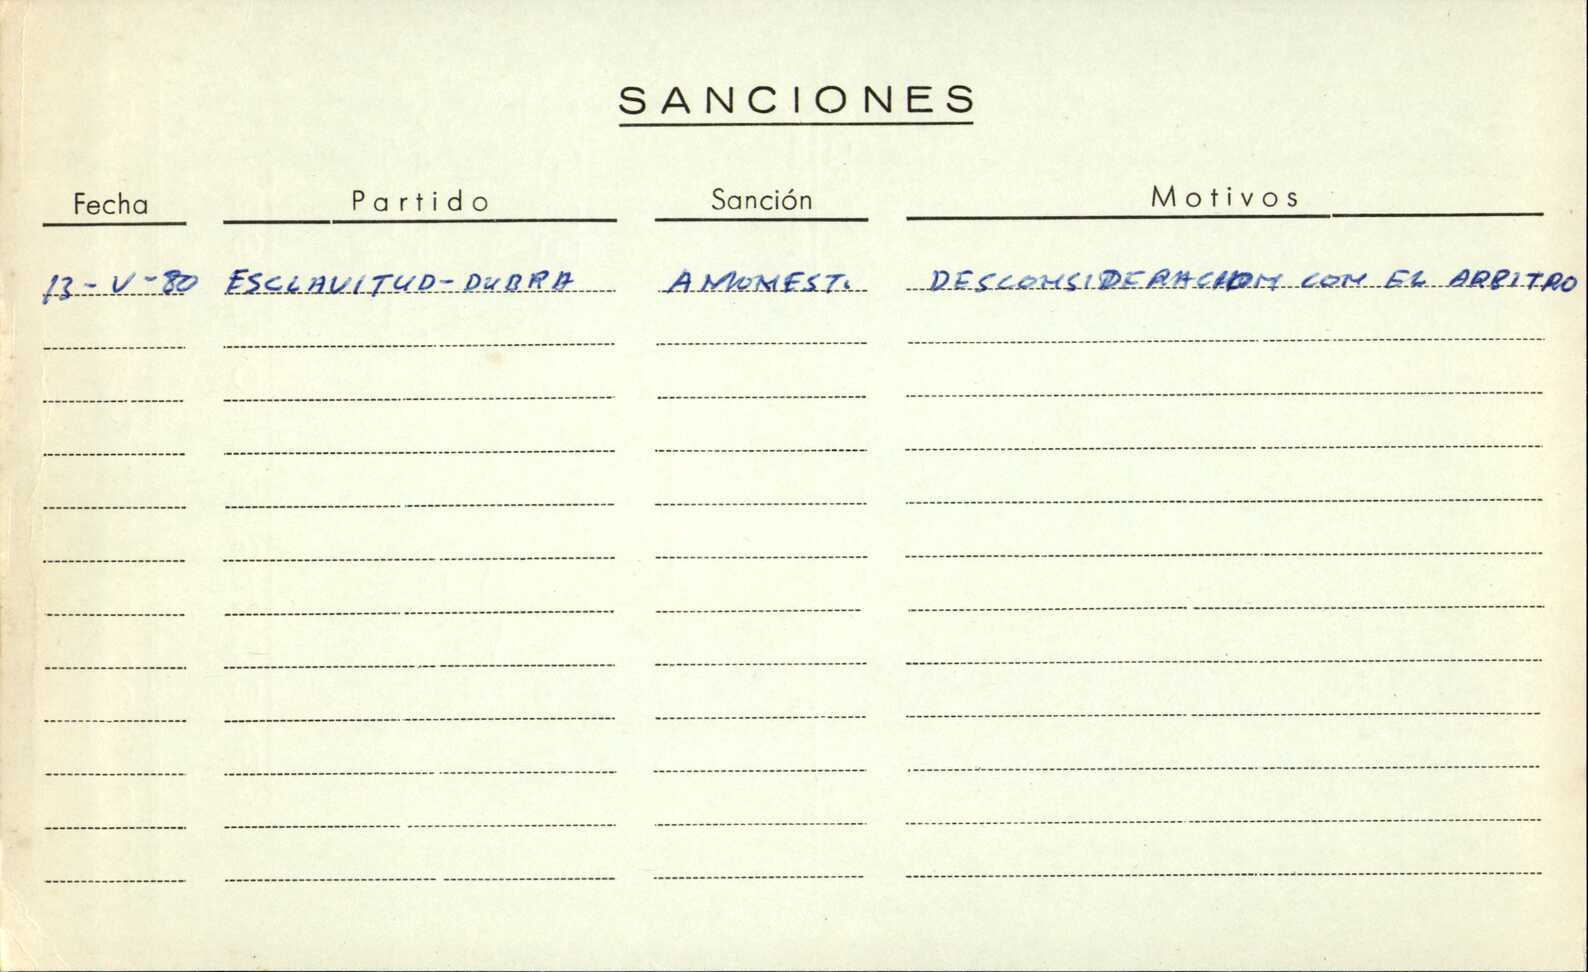 SANCIONES
Fecha Partido Sanción Motivos
13-V-80 ESCLAVITUD-DUBRA AMONEST. DESCONSIDERACION CON EL ARBITRO